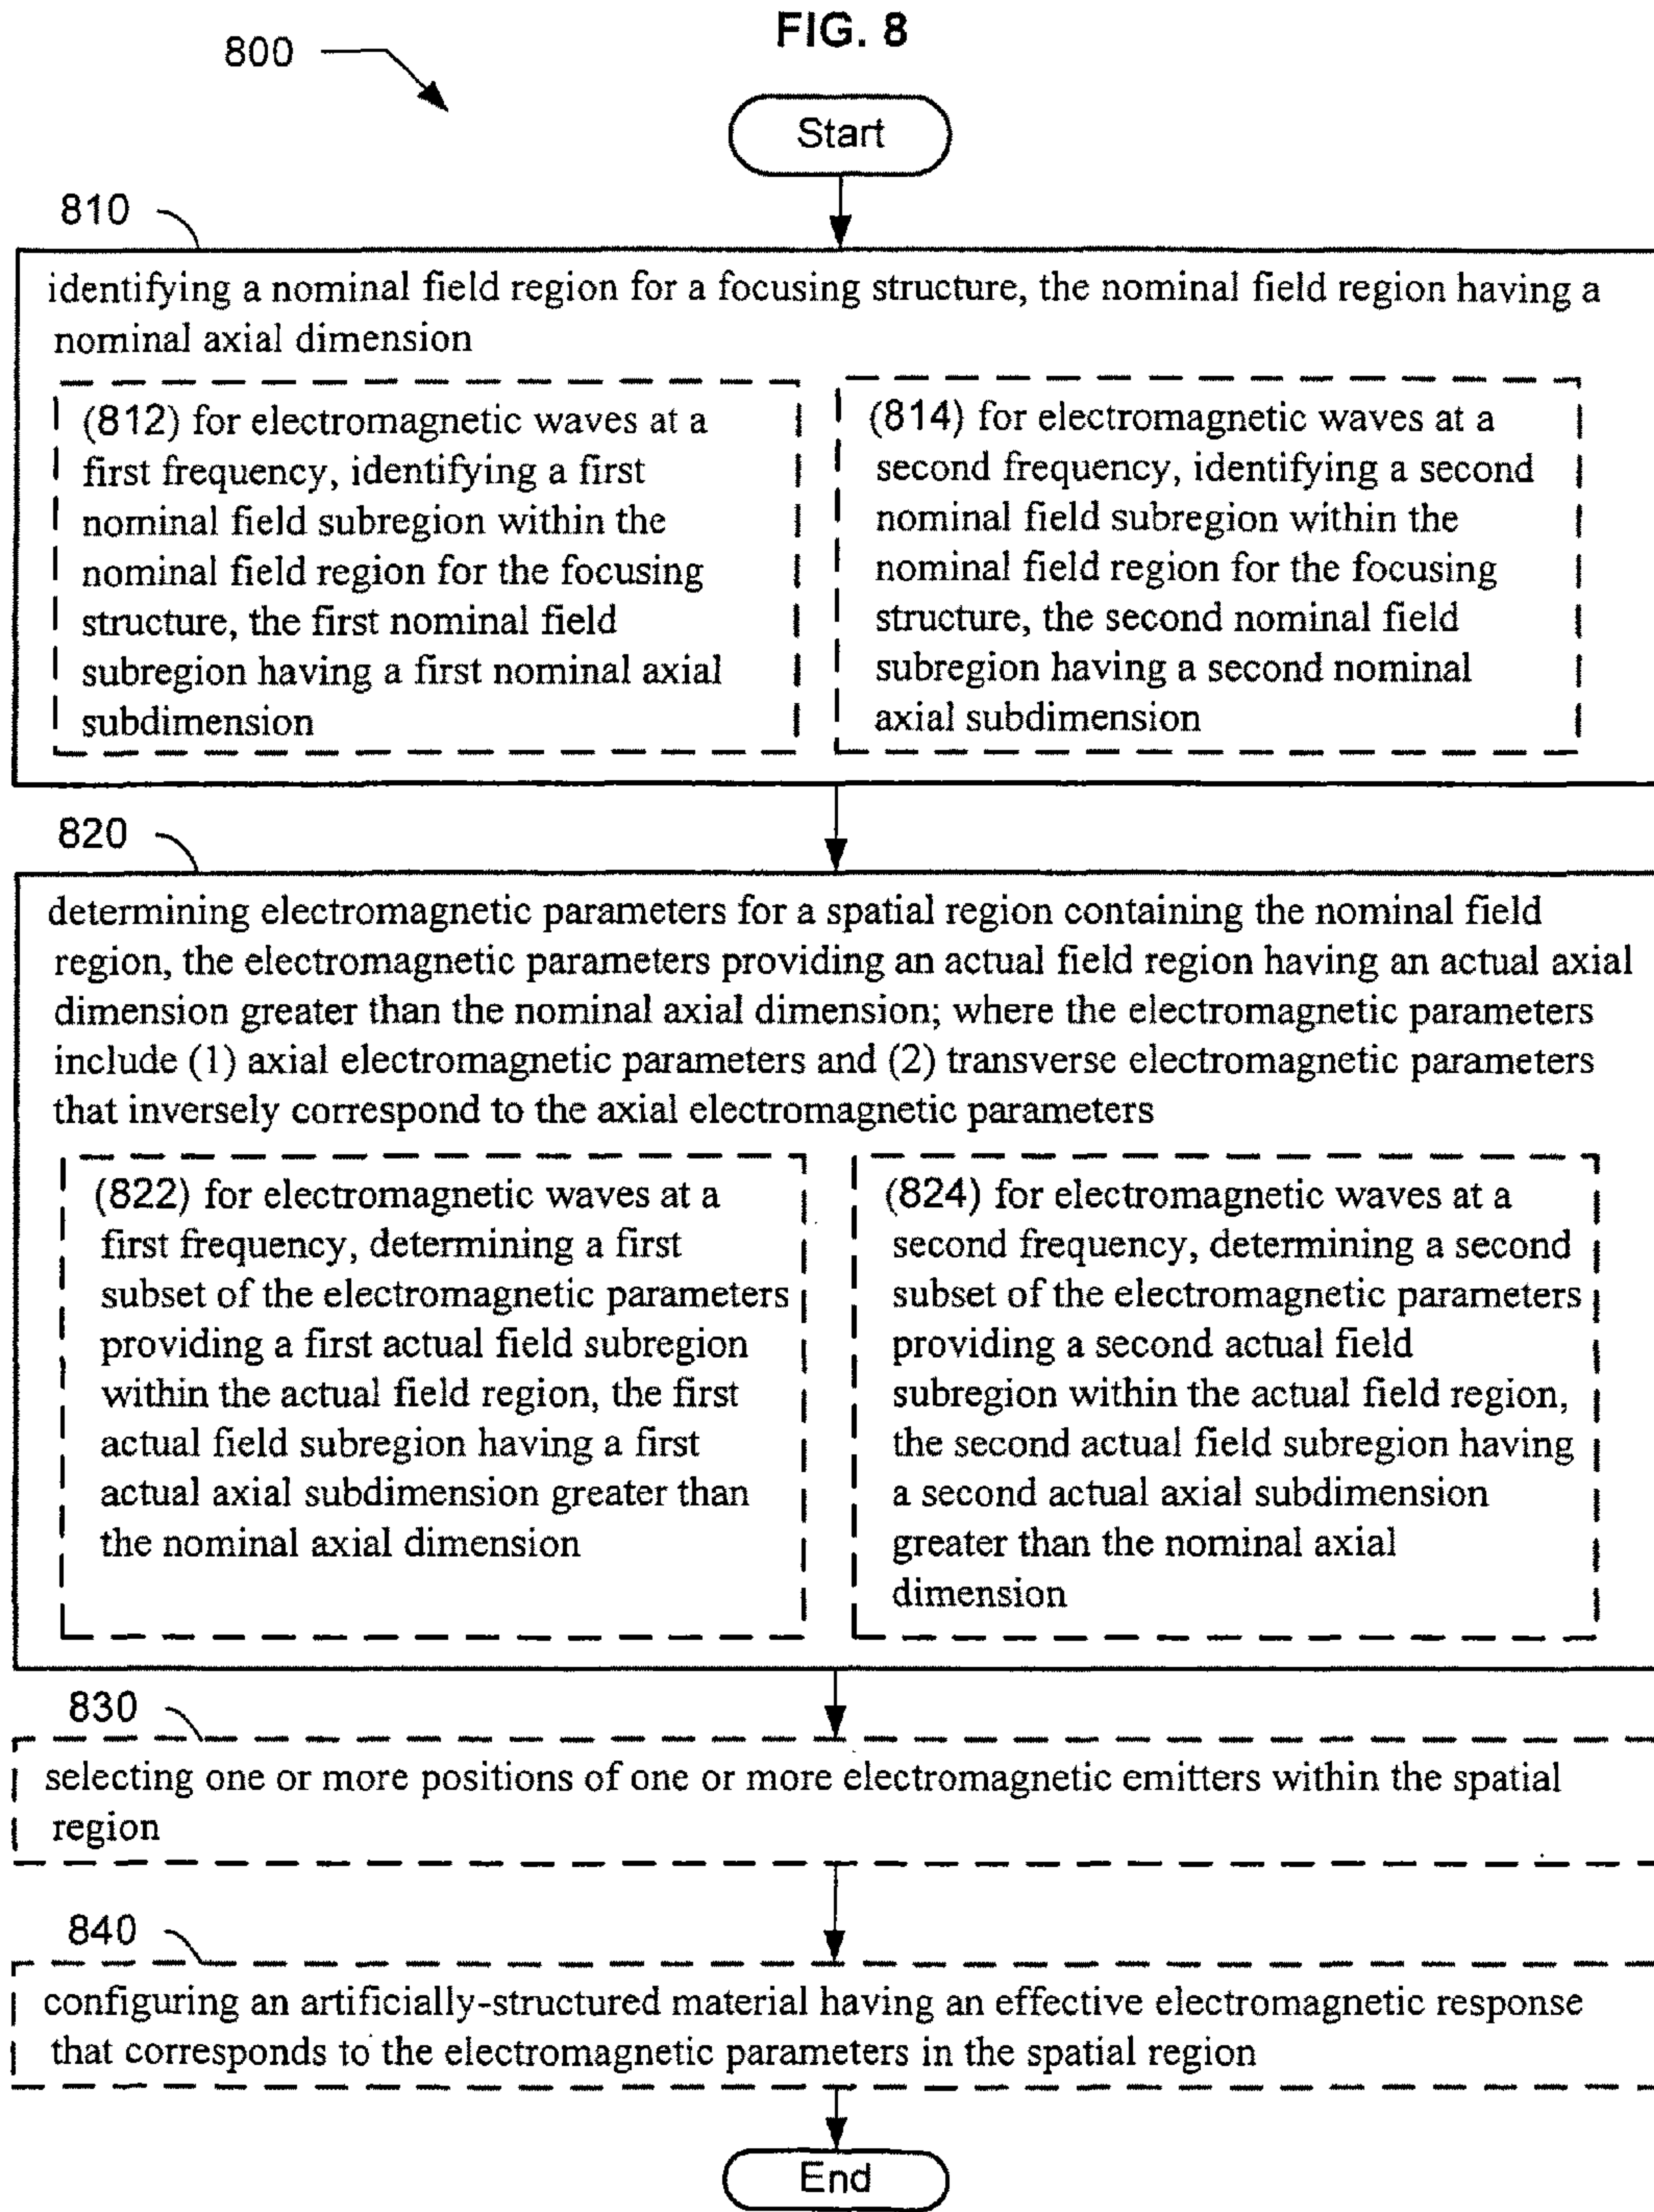 FIG. 8
800
Start
810
identifying a nominal field region for a focusing structure, the nominal field region having a
nominal axial dimension
(812) for electromagnetic waves at a
first frequency, identifying a first
nominal field subregion within the
nominal field region for the focusing
structure, the first nominal field
subregion having a first nominal axial
subdimension
(814) for electromagnetic waves at a
second frequency, identifying a second
nominal field subregion within the
nominal field region for the focusing
structure, the second nominal field
subregion having a second nominal
axial subdimension
820
determining electromagnetic parameters for a spatial region containing the nominal field
region, the electromagnetic parameters providing an actual field region having an actual axial
dimension greater than the nominal axial dimension; where the electromagnetic parameters
include (1) axial electromagnetic parameters and (2) transverse electromagnetic parameters
that inversely correspond to the axial electromagnetic parameters
(822) for electromagnetic waves at a
first frequency, determining a first
subset of the electromagnetic parameters
providing a first actual field subregion
within the actual field region, the first
actual field subregion having a first
actual axial subdimension greater than
the nominal axial dimension
(824) for electromagnetic waves at a
second frequency, determining a second
subset of the electromagnetic parameters
providing a second actual field
subregion within the actual field region,
the second actual field subregion having
a second actual axial subdimension
greater than the nominal axial
dimension
830
selecting one or more positions of one or more electromagnetic emitters within the spatial
region
840
configuring an artificially-structured material having an effective electromagnetic response
that corresponds to the electromagnetic parameters in the spatial region
End